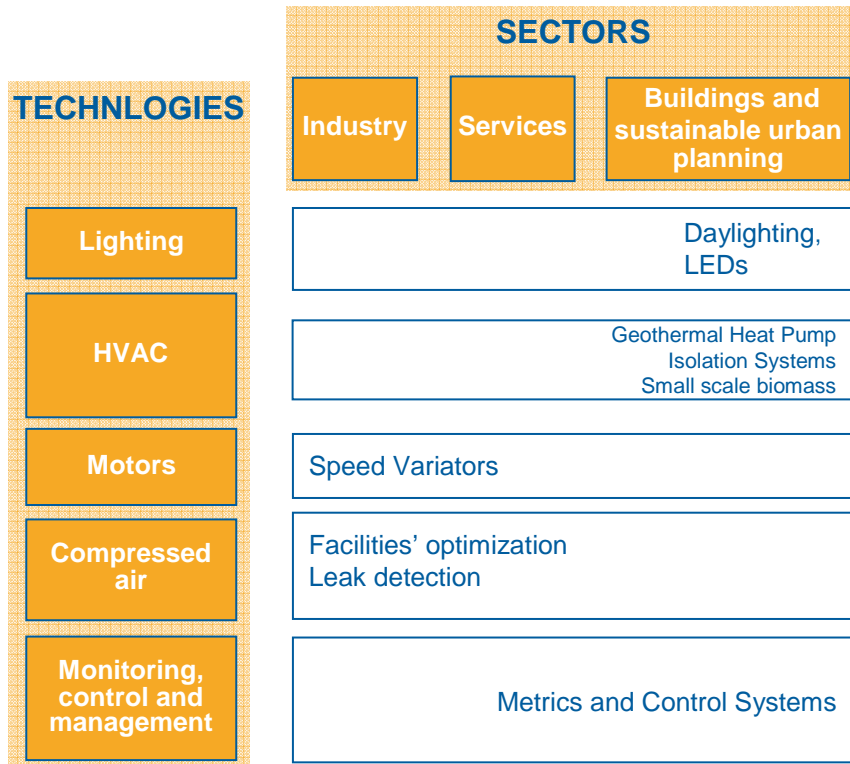 SECTORS
TECHNLOGIES
Industry
Services
Buildings and
sustainable urban
planning
Lighting
Daylighting,
LEDs
HVAC
Geothermal Heat Pump
Isolation Systems
Small scale biomass
Motors
Speed Variators
Compressed
air
Facilities’ optimization
Leak detection
Monitoring,
control and
management
Metrics and Control Systems